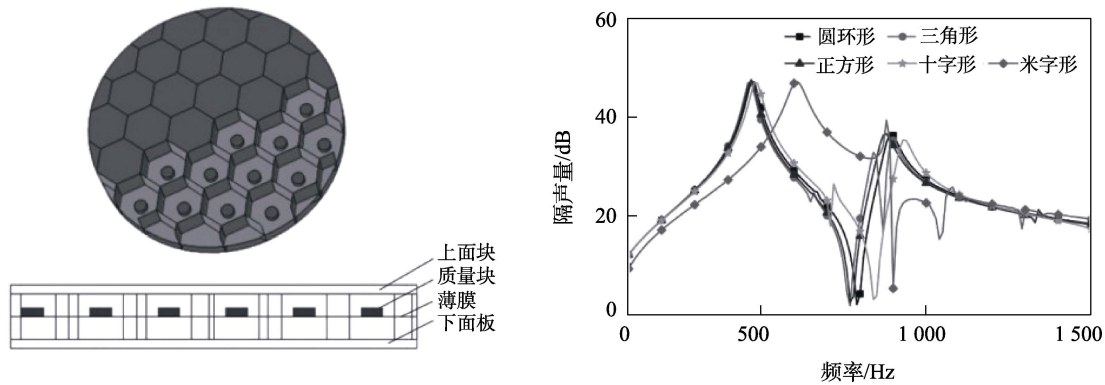 上面块
质量块
薄膜
下面板
60
40
20
0
隔声量/dB
圆环形 三角形
正方形 十字形 米字形
0 500 1 000 1 500
频率/Hz